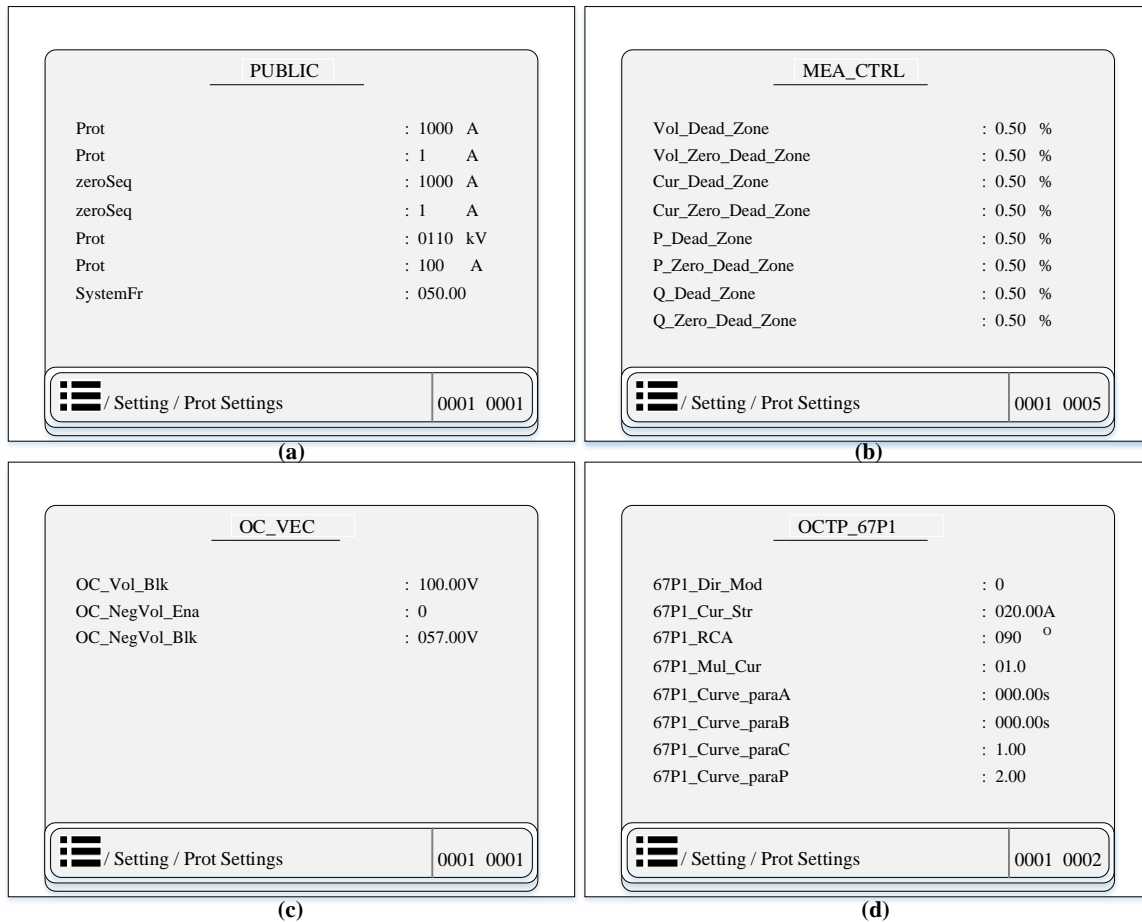 PUBLIC
Prot : 1000 A
Prot : 1 A
zeroSeq : 1000 A
zeroSeq : 1 A
Prot : 0110 kV
Prot : 100 A
SystemFr : 050.00
/ Setting / Prot Settings 0001 0001
(a)
MEA_CTRL
Vol_Dead_Zone : 0.50 %
Vol_Zero_Dead_Zone : 0.50 %
Cur_Dead_Zone : 0.50 %
Cur_Zero_Dead_Zone : 0.50 %
P_Dead_Zone : 0.50 %
P_Zero_Dead_Zone : 0.50 %
Q_Dead_Zone : 0.50 %
Q_Zero_Dead_Zone : 0.50 %
/ Setting / Prot Settings 0001 0005
(b)
OC_VEC
OC_Vol_Blk : 100.00V
OC_NegVol_Ena : 0
OC_NegVol_Blk : 057.00V
/ Setting / Prot Settings 0001 0001
(c)
OCTP_67P1
67P1_Dir_Mod : 0
67P1_Cur_Str : 020.00A
67P1_RCA : 090 O
67P1_Mul_Cur : 01.0
67P1_Curve_paraA : 000.00s
67P1_Curve_paraB : 000.00s
67P1_Curve_paraC : 1.00
67P1_Curve_paraP : 2.00
/ Setting / Prot Settings 0001 0002
(d)